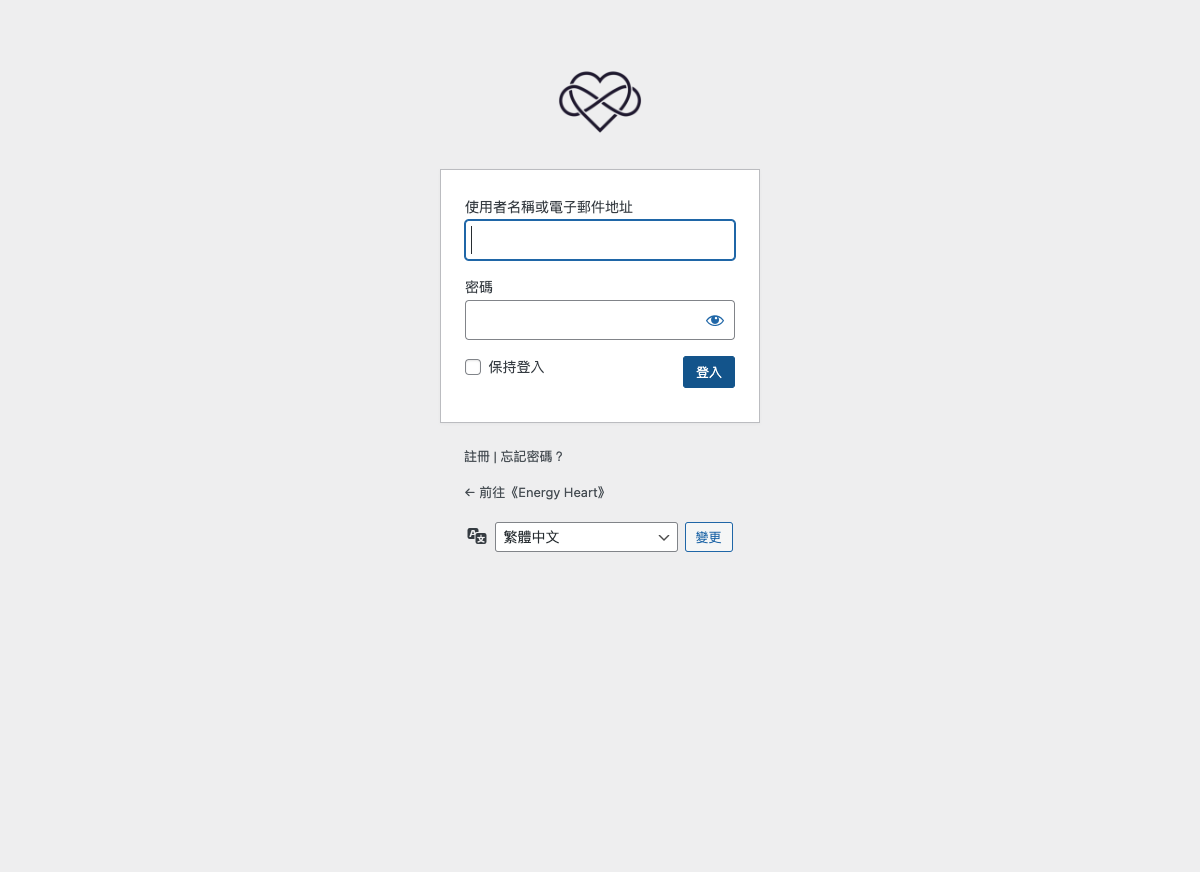 使用者名稱或電子郵件地址
密碼
保持登入
登入
註冊 | 忘記密碼？
← 前往《Energy Heart》
繁體中文
變更